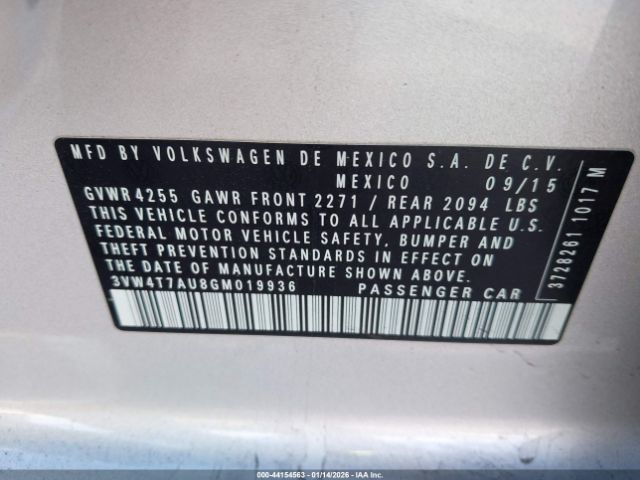 MFD BY VOLKSWAGEN DE MEXICO S.A. DE C.V.
MEXICO 09/15
GVWR 4255 GAWR FRONT 2271 / REAR 2094 LBS
THIS VEHICLE CONFORMS TO ALL APPLICABLE U.S.
FEDERAL MOTOR VEHICLE SAFETY, BUMPER AND
THEFT PREVENTION STANDARDS IN EFFECT ON
THE DATE OF MANUFACTURE SHOWN ABOVE.
3VW4T7AU8GM019936 PASSENGER CAR
3728261 1017 M
000-44154563 - 01/14/2026 - IAAI.COM